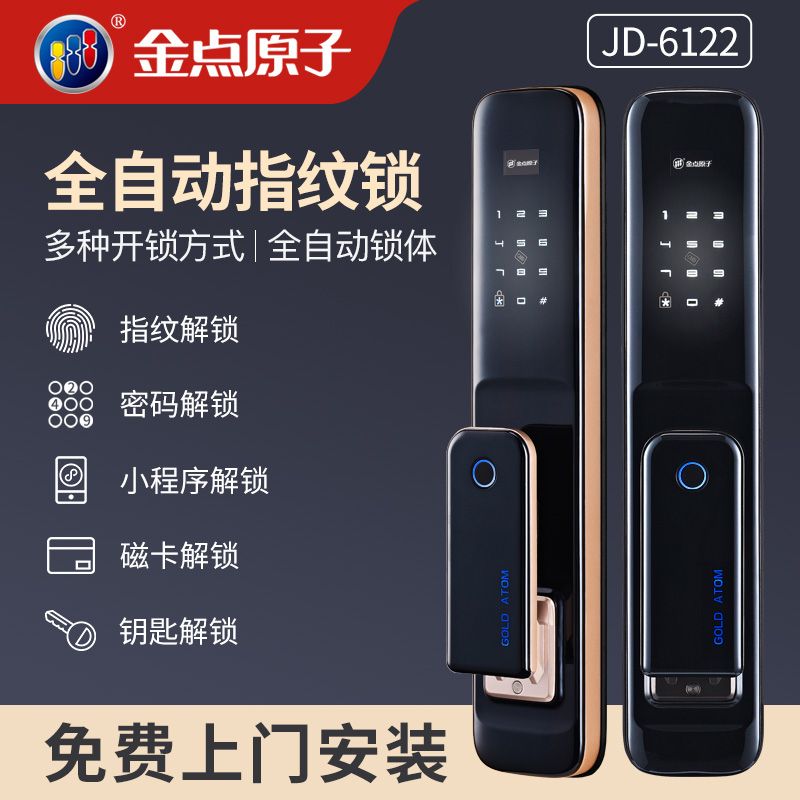 ®
金点原子
JD-6122
全自动指纹锁
多种开锁方式|全自动锁体
指纹解锁
②
④
⑨
密码解锁
小程序解锁
磁卡解锁
钥匙解锁
金点原子
1 2 3
4 5 6
7 8 9
* 0 #
GOLD ATOM
金点原子
1 2 3
4 5 6
7 8 9
* 0 #
GOLD ATOM
免费上门安装